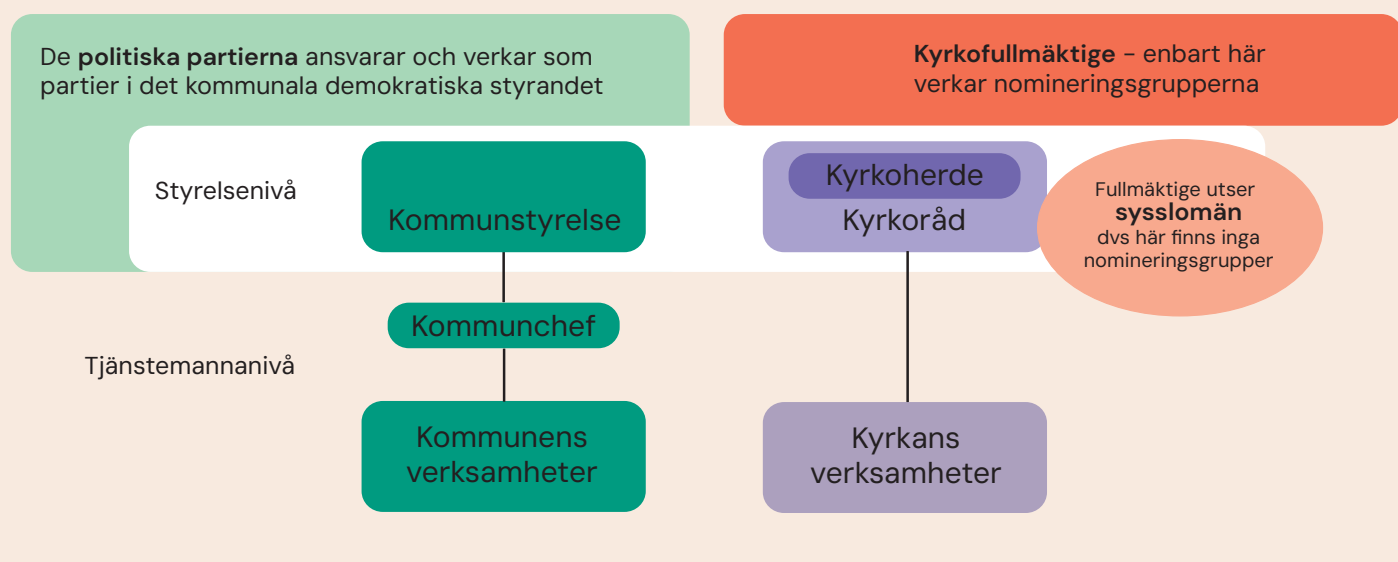 De politiska partierna ansvarar och verkar som
partier i det kommunala demokratiska styrandet
Kyrkofullmäktige - enbart här
verkar nomineringsgrupperna
Styrelsenivå
Kommunstyrelse
Kyrkoherde
Kyrkoråd
Fullmäktige utser
sysslomän
dvs här finns inga
nomineringsgrupper
Kommunchef
Tjänstemannanivå
Kommunens
verksamheter
Kyrkans
verksamheter